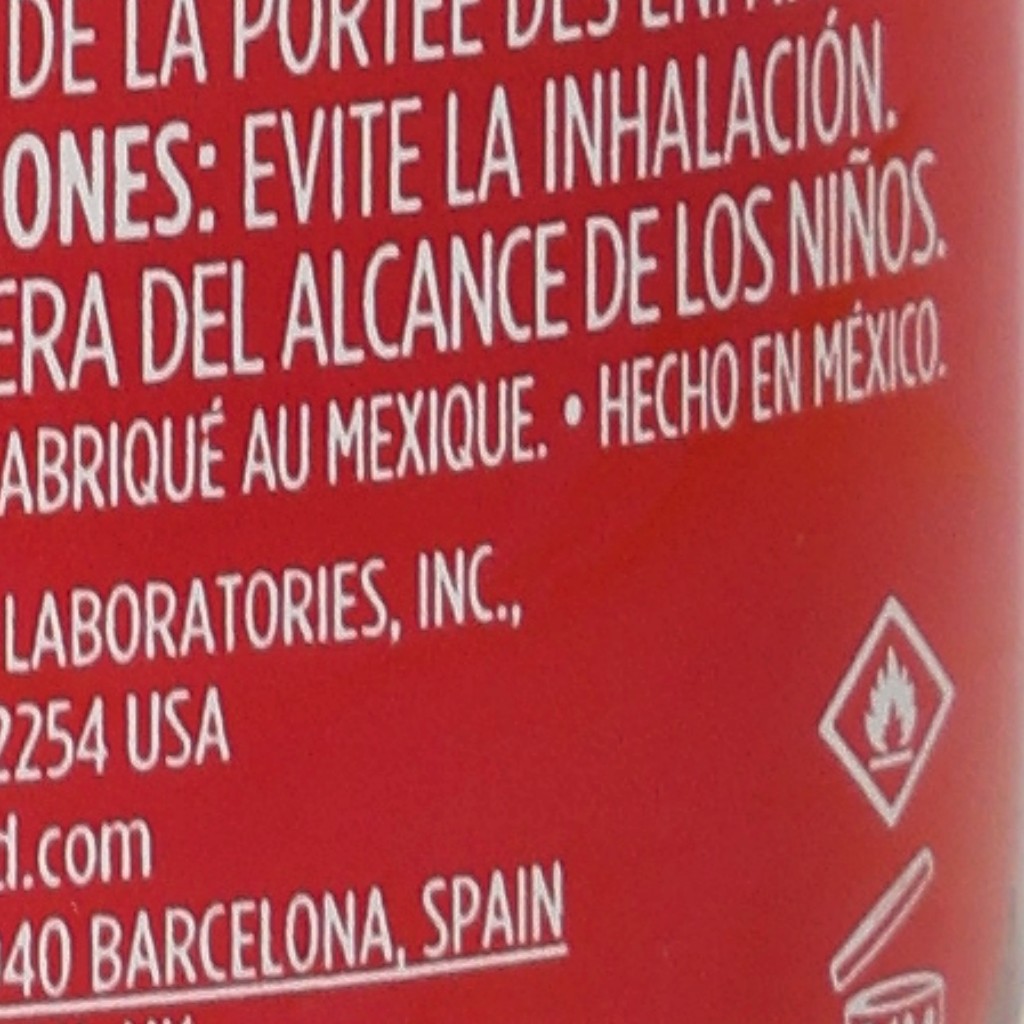 DE LA PORTÉE DES
ONES: EVITE LA INHALACIÓN.
ERA DEL ALCANCE DE LOS NIÑOS.
ABRIQUÉ AU MEXIQUE. • HECHO EN MÉXICO.
LABORATORIES, INC.,
2254 USA
d.com
040 BARCELONA, SPAIN